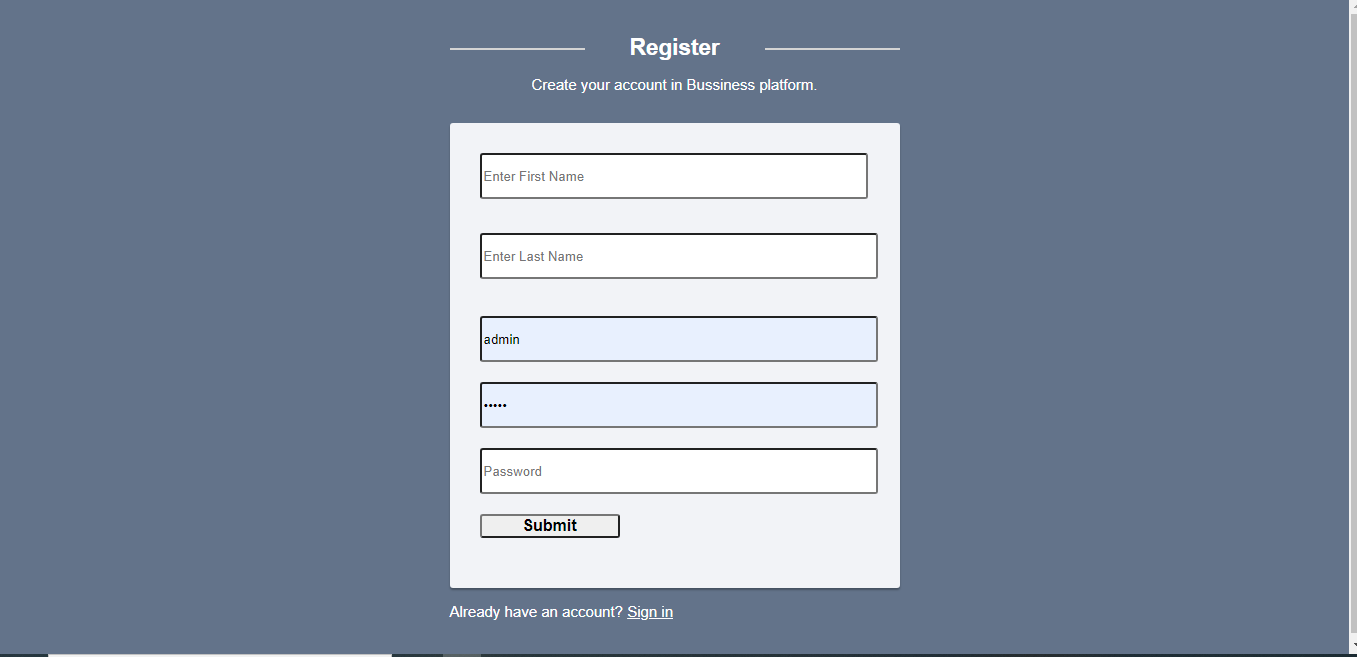 Register
Create your account in Bussiness platform.
Enter First Name
Enter Last Name
admin
•••••
Password
Submit
Already have an account? Sign in